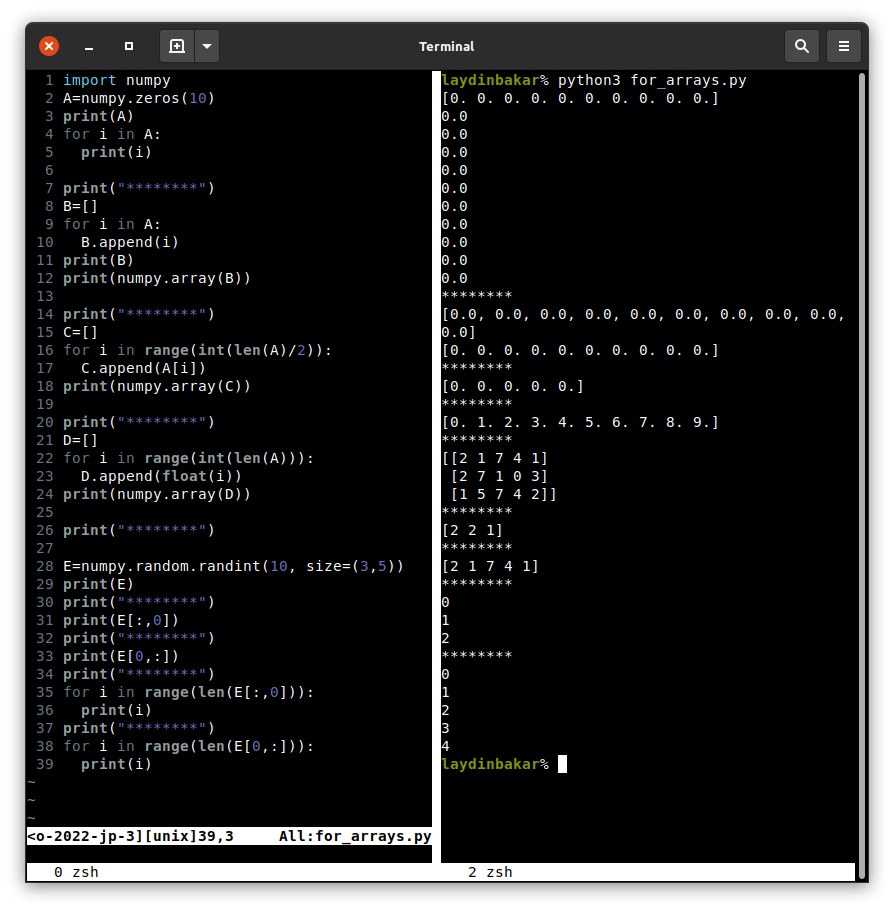 Terminal
1 import numpy
2 A=numpy.zeros(10)
3 print(A)
4 for i in A:
5   print(i)
6
7 print("********")
8 B=[]
9 for i in A:
10   B.append(i)
11 print(B)
12 print(numpy.array(B))
13
14 print("********")
15 C=[]
16 for i in range(int(len(A)/2)):
17   C.append(A[i])
18 print(numpy.array(C))
19
20 print("********")
21 D=[]
22 for i in range(int(len(A))):
23   D.append(float(i))
24 print(numpy.array(D))
25
26 print("********")
27
28 E=numpy.random.randint(10, size=(3,5))
29 print(E)
30 print("********")
31 print(E[:,0])
32 print("********")
33 print(E[0,:])
34 print("********")
35 for i in range(len(E[:,0])):
36   print(i)
37 print("********")
38 for i in range(len(E[0,:])):
39   print(i)
~
~
~
<o-2022-jp-3][unix]39,3     All:for_arrays.py
0 zsh
laydinbakar% python3 for_arrays.py
[0. 0. 0. 0. 0. 0. 0. 0. 0. 0.]
0.0
0.0
0.0
0.0
0.0
0.0
0.0
0.0
0.0
0.0
********
[0.0, 0.0, 0.0, 0.0, 0.0, 0.0, 0.0, 0.0, 0.0,
0.0]
[0. 0. 0. 0. 0. 0. 0. 0. 0. 0.]
********
[0. 0. 0. 0. 0.]
********
[0. 1. 2. 3. 4. 5. 6. 7. 8. 9.]
********
[[2 1 7 4 1]
 [2 7 1 0 3]
 [1 5 7 4 2]]
********
[2 2 1]
********
[2 1 7 4 1]
********
0
1
2
********
0
1
2
3
4
laydinbakar%
2 zsh